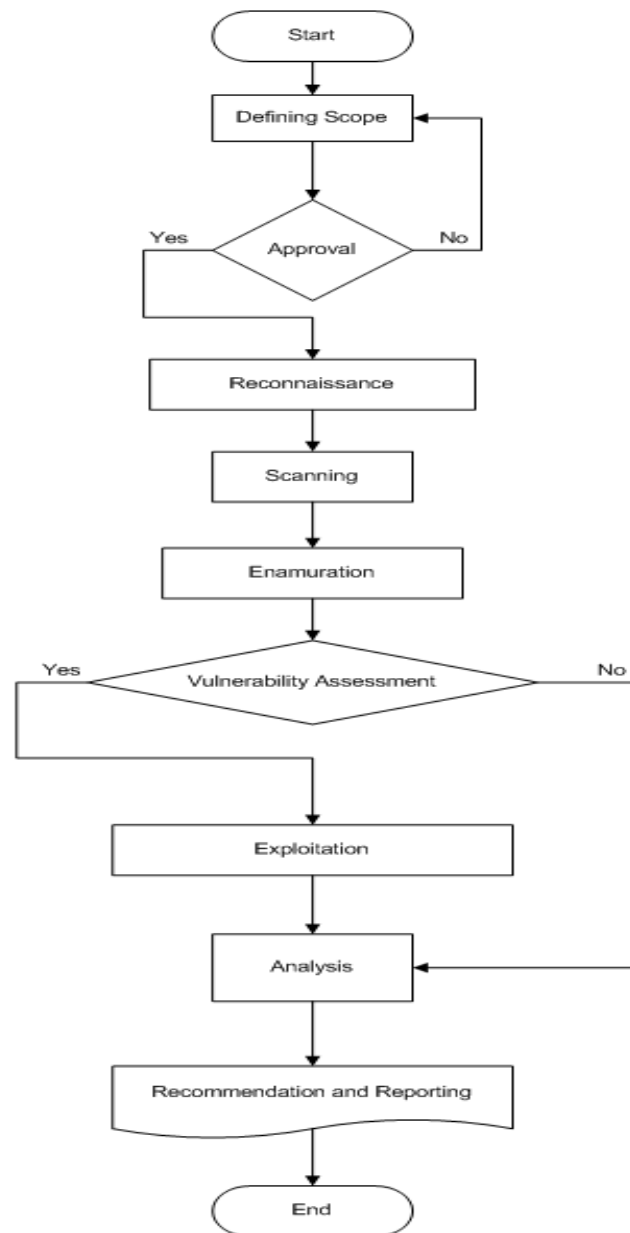 Start
Defining Scope
Yes
No
Approval
Reconnaissance
Scanning
Enamuration
Yes
No
Vulnerability Assessment
Exploitation
Analysis
Recommendation and Reporting
End